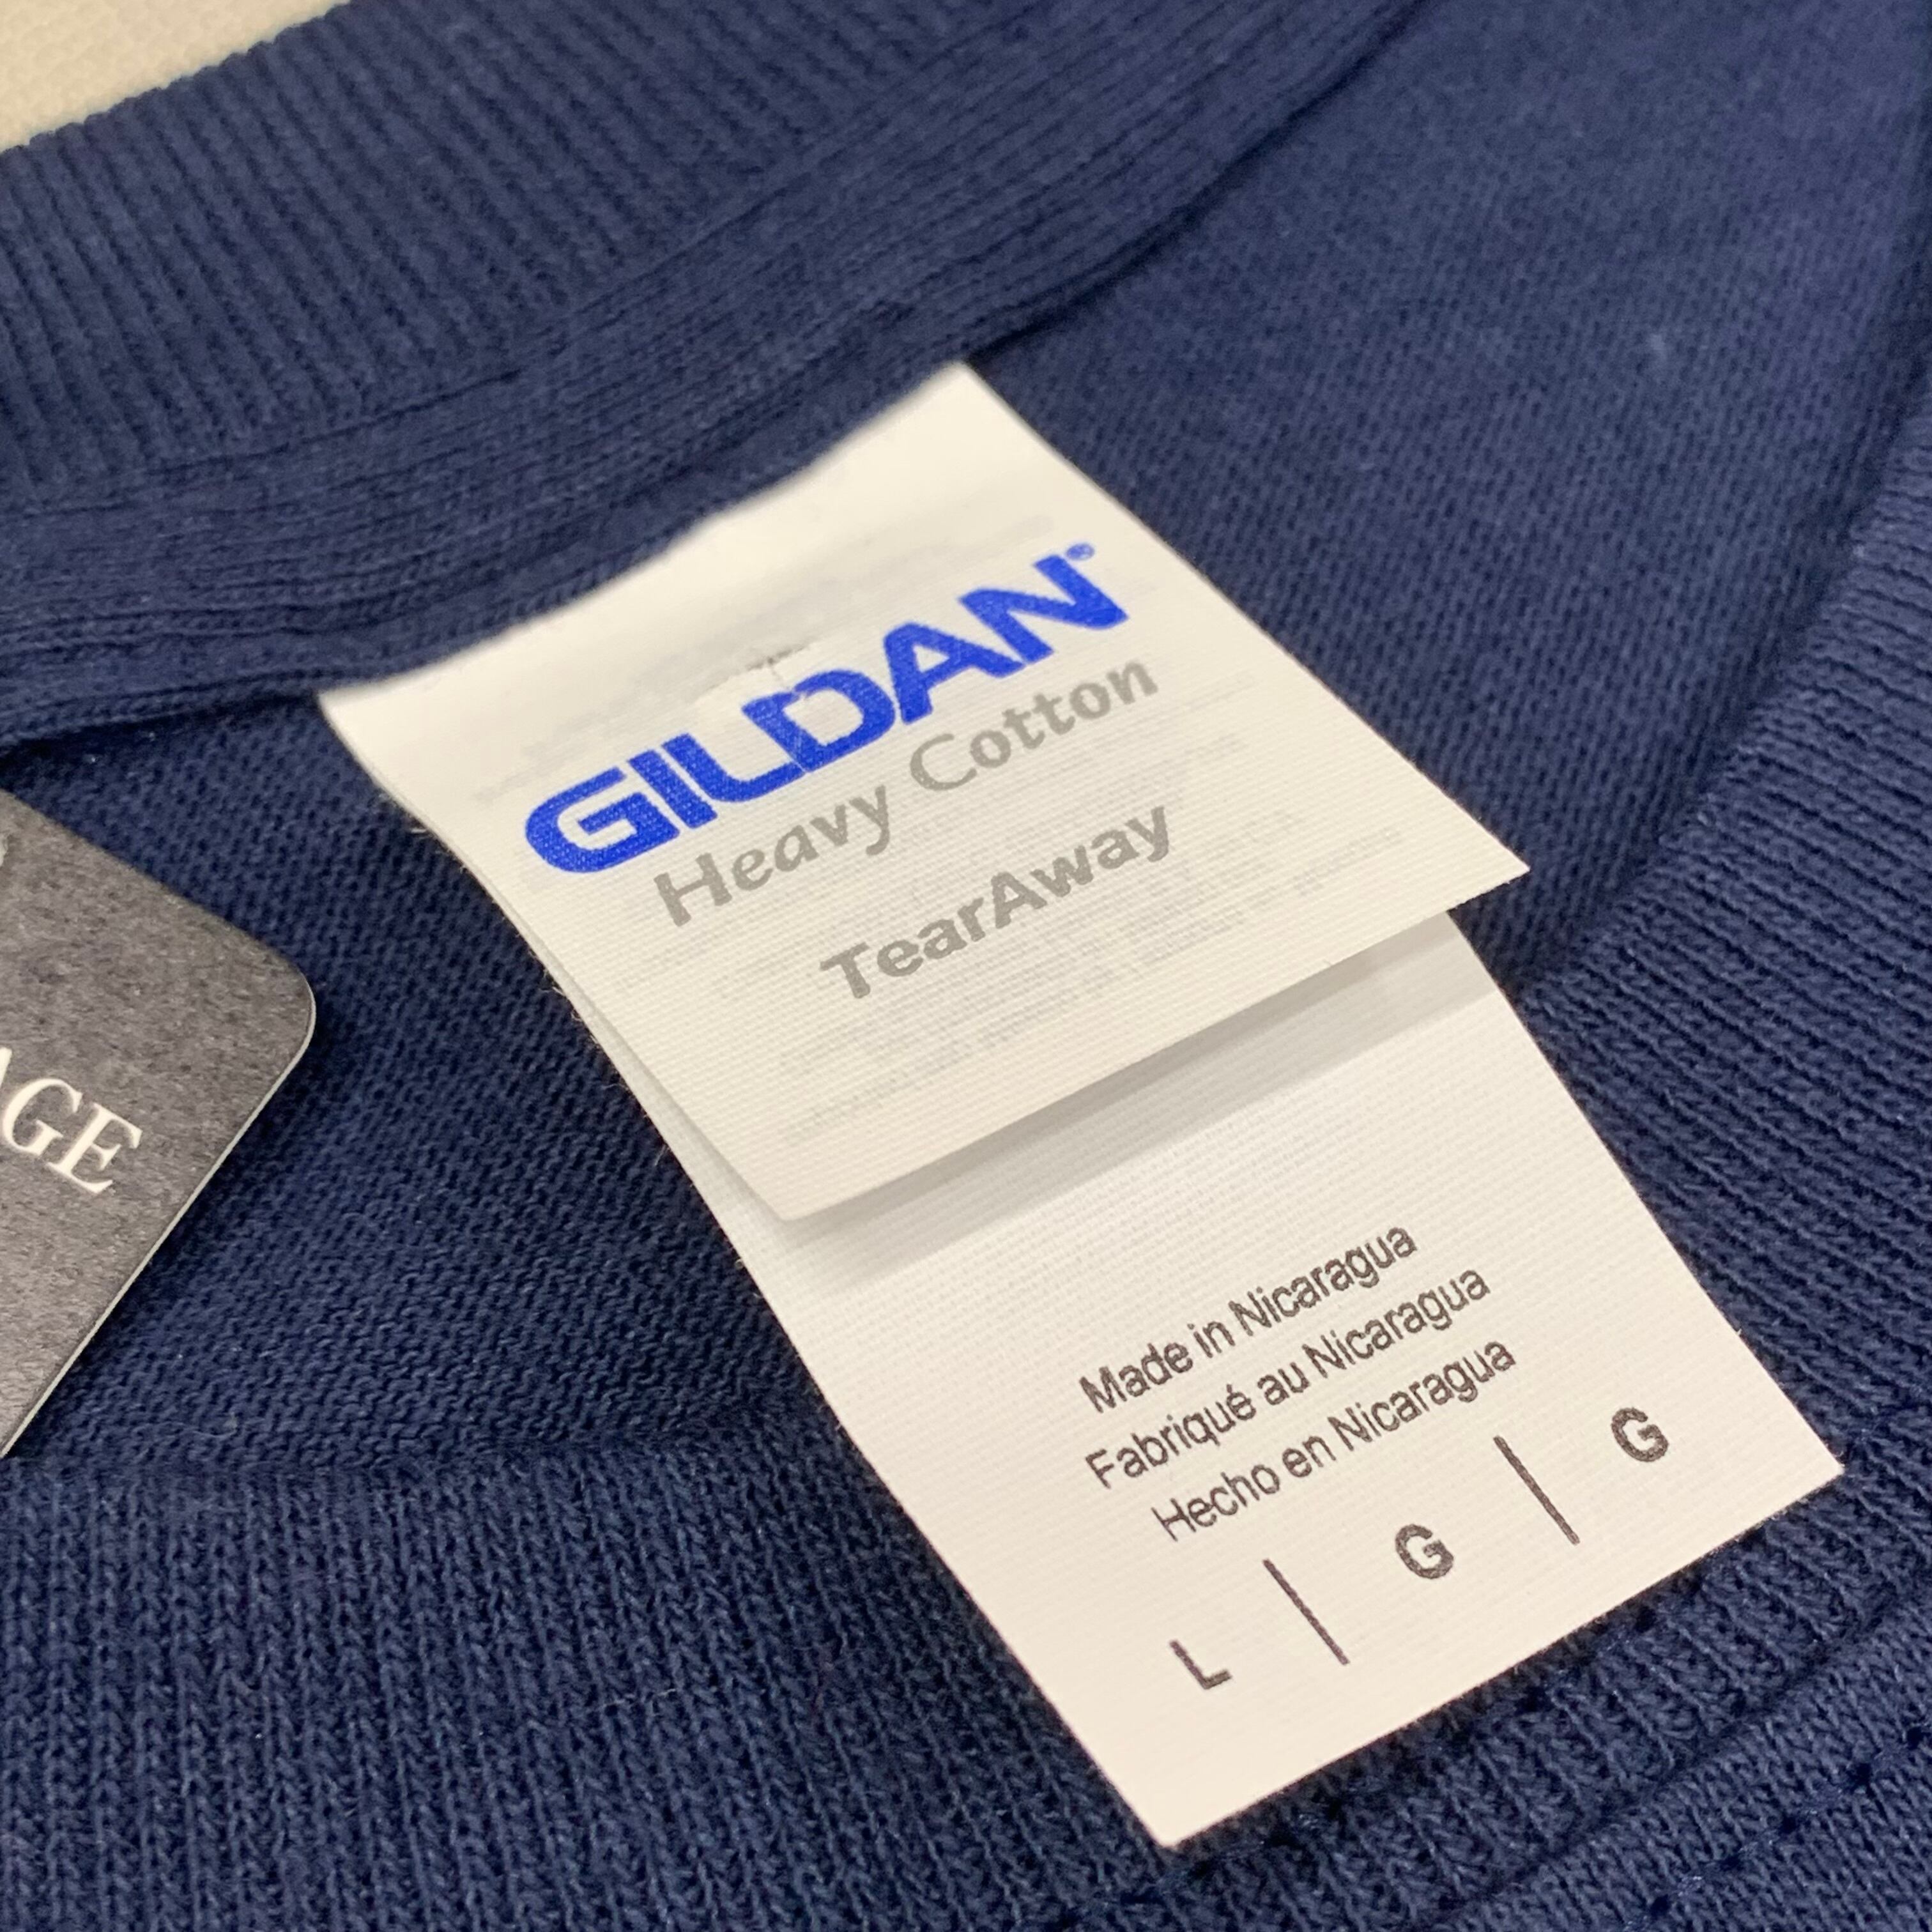 GILDAN®
Heavy Cotton
TearAway
AGE
Made in Nicaragua
Fabriqué au Nicaragua
Hecho en Nicaragua
L | G | G